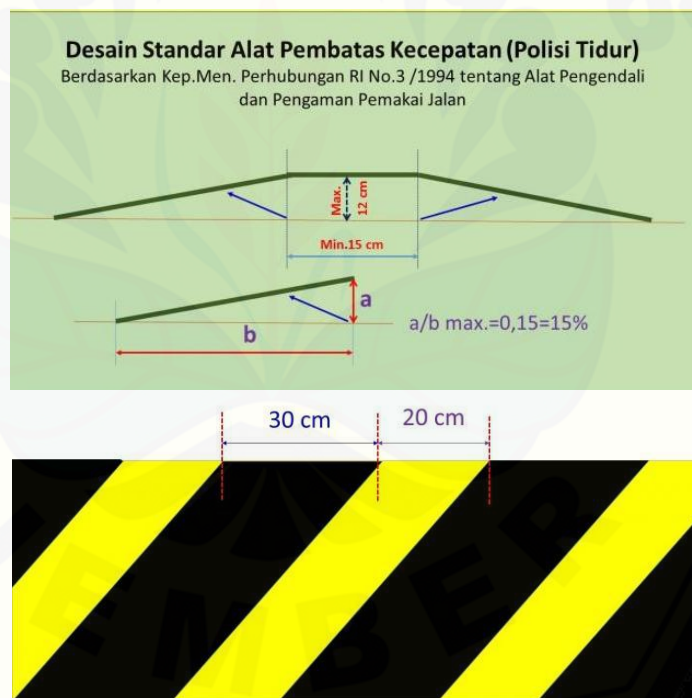 Desain Standar Alat Pembatas Kecepatan (Polisi Tidur)
Berdasarkan Kep.Men. Perhubungan RI No.3 /1994 tentang Alat Pengendali
dan Pengaman Pemakai Jalan
Max.
12 cm
Min.15 cm
a
b
a/b max.=0,15=15%
30 cm
20 cm